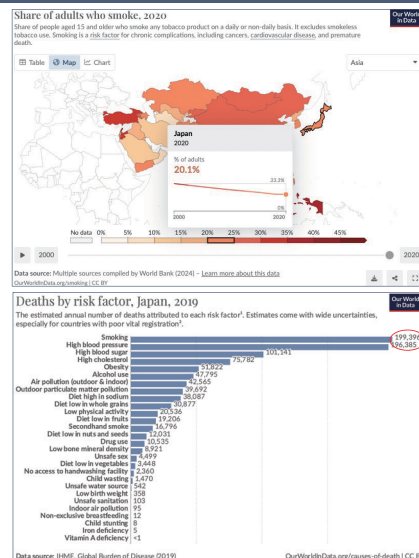 Share of adults who smoke, 2020
Our World
in Data
Share of people aged 15 and older who smoke any tobacco product on a daily or non-daily basis. It excludes smokeless
tobacco use. Smoking is a risk factor for chronic complications, including cancers, cardiovascular disease, and premature
death.
Table Map Chart
Asia
Japan
2020
% of adults
20.1%
33.2%
0%
2000 2020
No data 0% 5% 10% 15% 20% 25% 30% 35% 40% 45%
2000 2020
Data source: Multiple sources compiled by World Bank (2024) – Learn more about this data
OurWorldInData.org/smoking | CC BY
Deaths by risk factor, Japan, 2019
Our World
in Data
The estimated annual number of deaths attributed to each risk factor¹. Estimates come with wide uncertainties,
especially for countries with poor vital registration².
Smoking 199,396
High blood pressure 196,385
High blood sugar 101,141
High cholesterol 75,782
Obesity 51,822
Alcohol use 47,795
Air pollution (outdoor & indoor) 42,565
Outdoor particulate matter pollution 39,692
Diet high in sodium 38,087
Diet low in whole grains 30,877
Low physical activity 20,536
Diet low in fruits 19,206
Secondhand smoke 16,796
Diet low in nuts and seeds 12,031
Drug use 10,535
Low bone mineral density 8,921
Unsafe sex 4,499
Diet low in vegetables 3,448
No access to handwashing facility 2,360
Child wasting 1,470
Unsafe water source 542
Low birth weight 358
Unsafe sanitation 103
Indoor air pollution 95
Non-exclusive breastfeeding 12
Child stunting 8
Iron deficiency 5
Vitamin A deficiency <1
Data source: IHME, Global Burden of Disease (2019) OurWorldInData.org/causes-of-death | CC BY